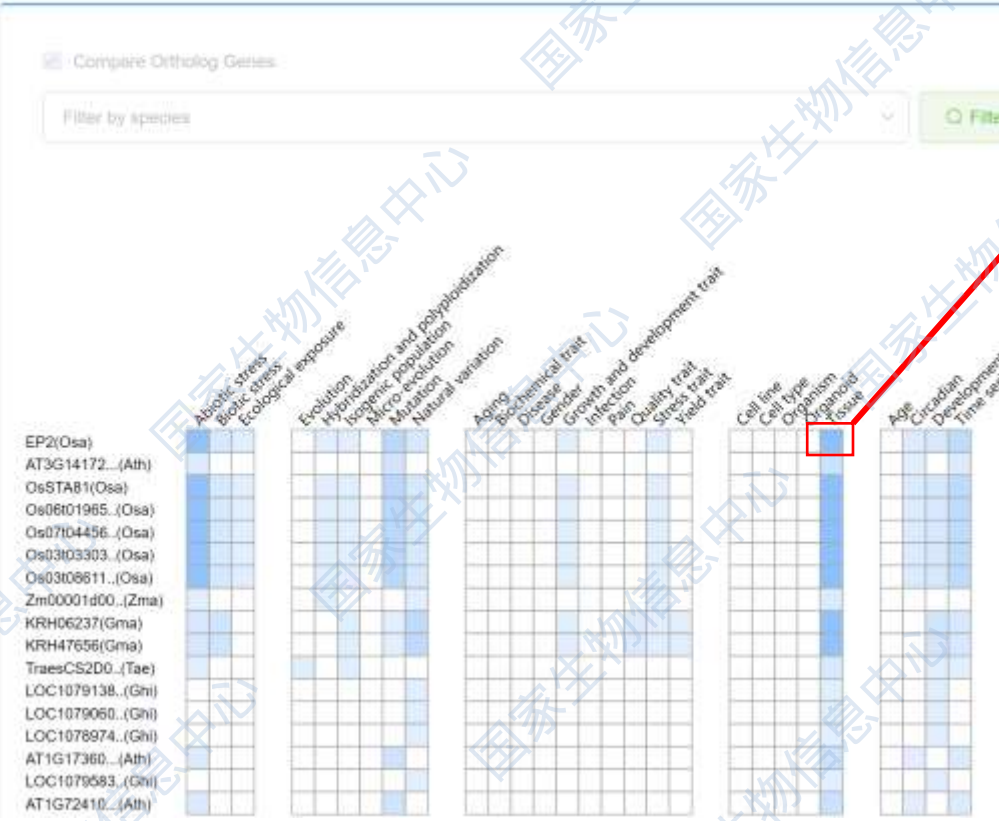 Compare Ortholog Genes
Filter by species
Filte
Abiotic stress
Biotic stress
Ecological exposure
Evolution
Hybridization and polyploidization
Isogenic population
Micro-evolution
Mutation
Natural variation
Aging
Biochemical trait
Disease
Gender
Growth and development trait
Infection
Pain
Quality trait
Stress trait
Yield trait
Cell line
Cell type
Organism
Organoid
Tissue
Age
Circadian
Development
Time se
EP2(Osa)
AT3G14172...(Ath)
OsSTA81(Osa)
Os06t01965..(Osa)
Os07t04456..(Osa)
Os03t03303..(Osa)
Os03t08611..(Osa)
Zm00001d00..(Zma)
KRH06237(Gma)
KRH47656(Gma)
TraesCS2D0..(Tae)
LOC1079138..(Ghi)
LOC1079060..(Ghi)
LOC1078974..(Ghi)
AT1G17360...(Ath)
LOC1079583..(Ghi)
AT1G72410...(Ath)
国家生物信息中心